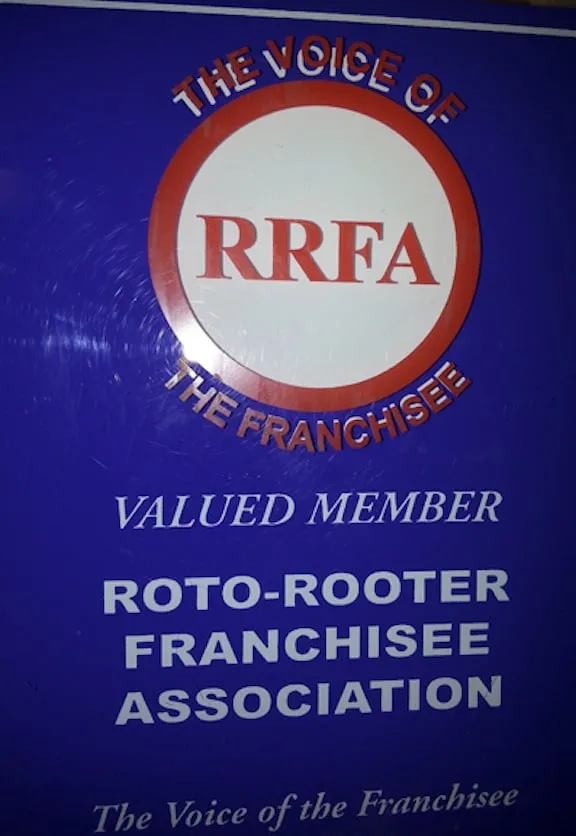 THE VOICE OF
RRFA
THE FRANCHISEE
VALUED MEMBER
ROTO-ROOTER
FRANCHISEE
ASSOCIATION
The Voice of the Franchisee